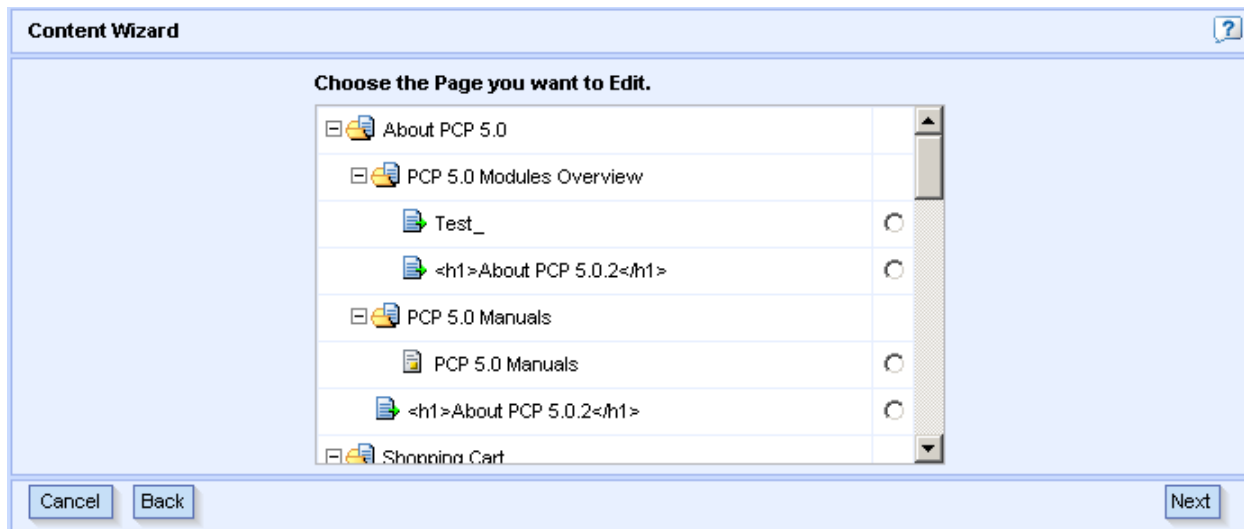 Content Wizard
?
Choose the Page you want to Edit.
About PCP 5.0
PCP 5.0 Modules Overview
Test_
<h1>About PCP 5.0.2</h1>
PCP 5.0 Manuals
PCP 5.0 Manuals
<h1>About PCP 5.0.2</h1>
Shopping Cart
Cancel Back Next